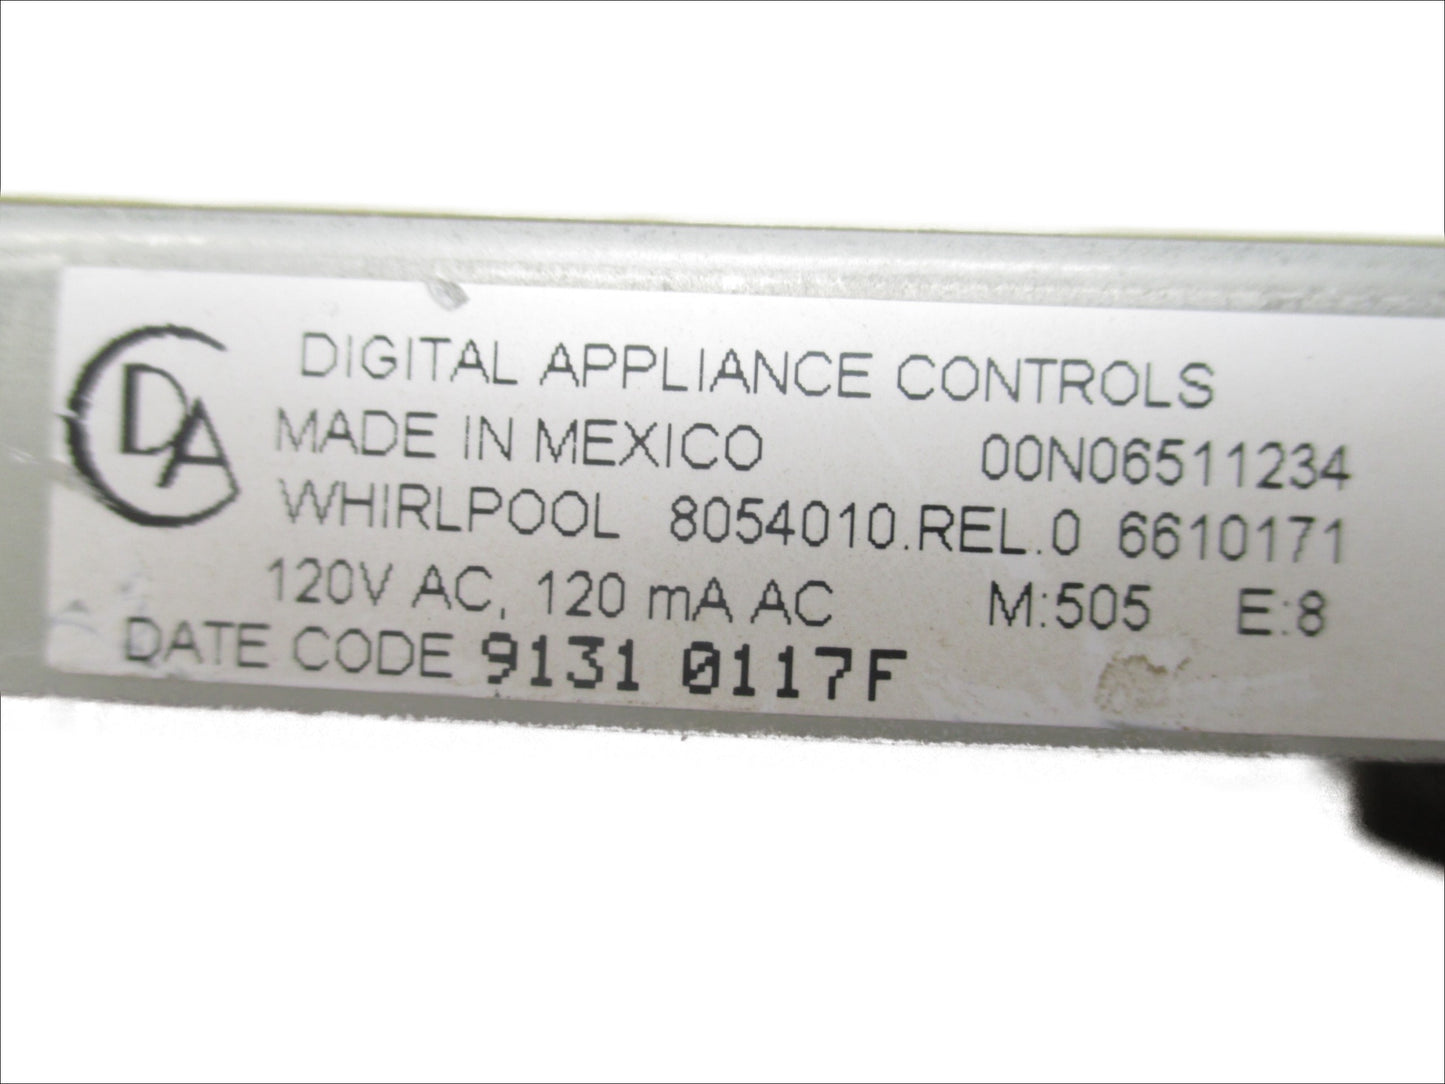 DA
DIGITAL APPLIANCE CONTROLS
MADE IN MEXICO 00N06511234
WHIRLPOOL 8054010.REL.0 6610171
120V AC, 120 mA AC M:505 E:8
DATE CODE 9131 0117F